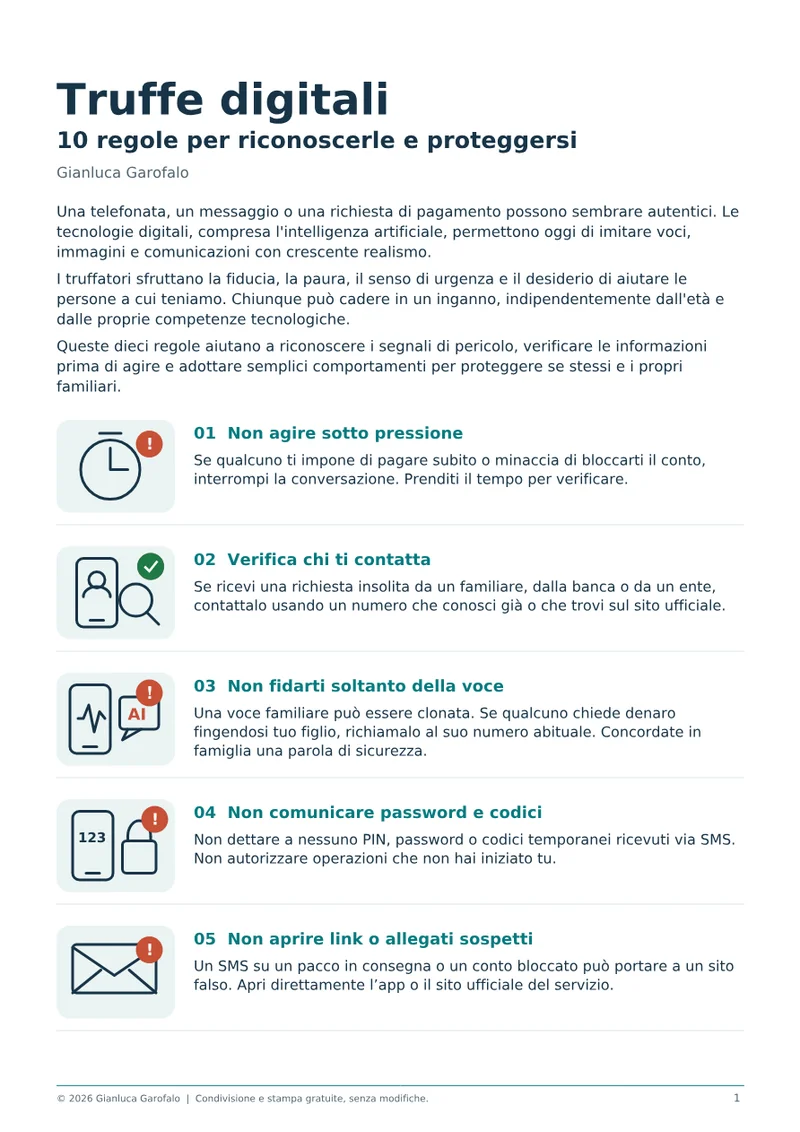 Truffe digitali
10 regole per riconoscerle e proteggersi
Gianluca Garofalo
Una telefonata, un messaggio o una richiesta di pagamento possono sembrare autentici. Le
tecnologie digitali, compresa l'intelligenza artificiale, permettono oggi di imitare voci,
immagini e comunicazioni con crescente realismo.
I truffatori sfruttano la fiducia, la paura, il senso di urgenza e il desiderio di aiutare le
persone a cui teniamo. Chiunque può cadere in un inganno, indipendentemente dall'età e
dalle proprie competenze tecnologiche.
Queste dieci regole aiutano a riconoscere i segnali di pericolo, verificare le informazioni
prima di agire e adottare semplici comportamenti per proteggere se stessi e i propri
familiari.
!
01 Non agire sotto pressione
Se qualcuno ti impone di pagare subito o minaccia di bloccarti il conto,
interrompi la conversazione. Prenditi il tempo per verificare.
02 Verifica chi ti contatta
Se ricevi una richiesta insolita da un familiare, dalla banca o da un ente,
contattalo usando un numero che conosci già o che trovi sul sito ufficiale.
!
AI
03 Non fidarti soltanto della voce
Una voce familiare può essere clonata. Se qualcuno chiede denaro
fingendosi tuo figlio, richiamalo al suo numero abituale. Concordate in
famiglia una parola di sicurezza.
!
123
04 Non comunicare password e codici
Non dettare a nessuno PIN, password o codici temporanei ricevuti via SMS.
Non autorizzare operazioni che non hai iniziato tu.
!
05 Non aprire link o allegati sospetti
Un SMS su un pacco in consegna o un conto bloccato può portare a un sito
falso. Apri direttamente l’app o il sito ufficiale del servizio.
© 2026 Gianluca Garofalo | Condivisione e stampa gratuite, senza modifiche.
1